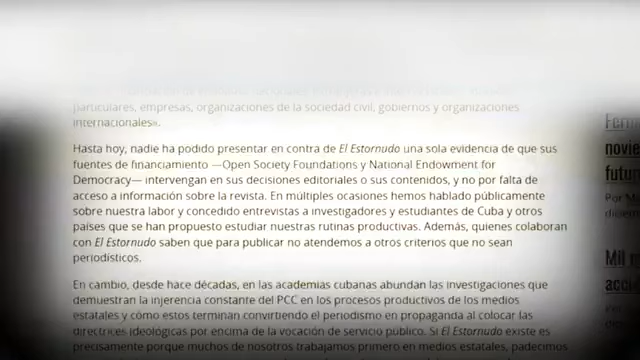 particulares, empresas, organizaciones de la sociedad civil, gobiernos y organizaciones
internacionales».
Hasta hoy, nadie ha podido presentar en contra de El Estornudo una sola evidencia de que sus
fuentes de financiamiento —Open Society Foundations y National Endowment for
Democracy— intervengan en sus decisiones editoriales o sus contenidos, y no por falta de
acceso a información sobre la revista. En múltiples ocasiones hemos hablado públicamente
sobre nuestra labor y concedido entrevistas a investigadores y estudiantes de Cuba y otros
países que se han propuesto estudiar nuestras rutinas productivas. Además, quienes colaboran
con El Estornudo saben que para publicar no atendemos a otros criterios que no sean
periodísticos.
En cambio, desde hace décadas, en las academias cubanas abundan las investigaciones que
demuestran la injerencia constante del PCC en los procesos productivos de los medios
estatales y cómo estos terminan convirtiendo el periodismo en propaganda al colocar las
directrices ideológicas por encima de la vocación de servicio público. Si El Estornudo existe es
precisamente porque muchos de nosotros trabajamos primero en medios estatales, padecimos
novie
futur
Por
Mil
acci